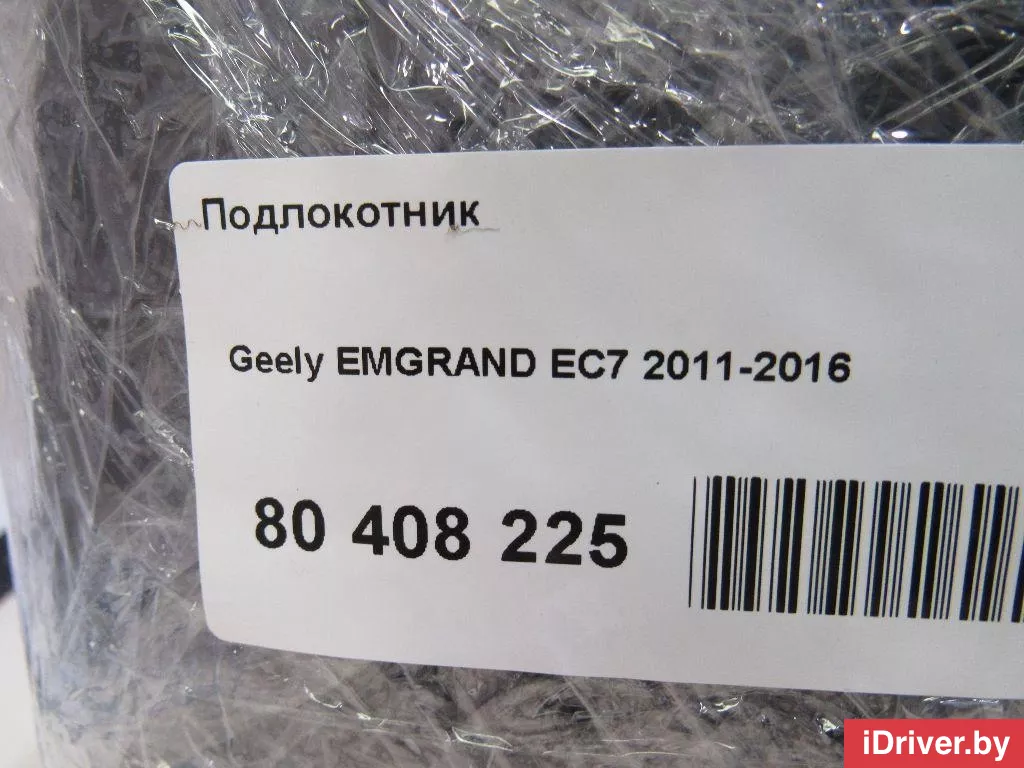 Подлокотник
Geely EMGRAND EC7 2011-2016
80 408 225
iDriver.by